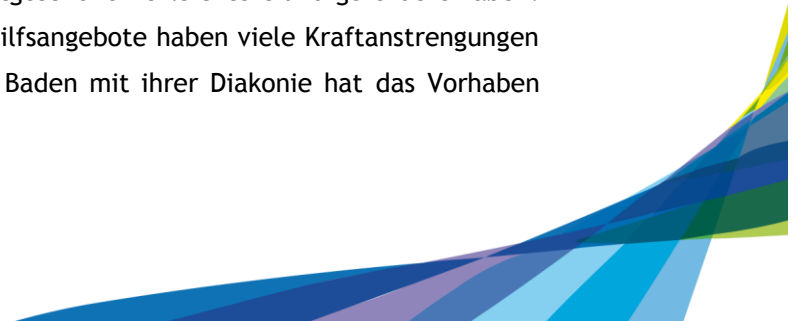 ilfsangebote haben viele Kraftanstrengungen
Baden mit ihrer Diakonie hat das Vorhaben